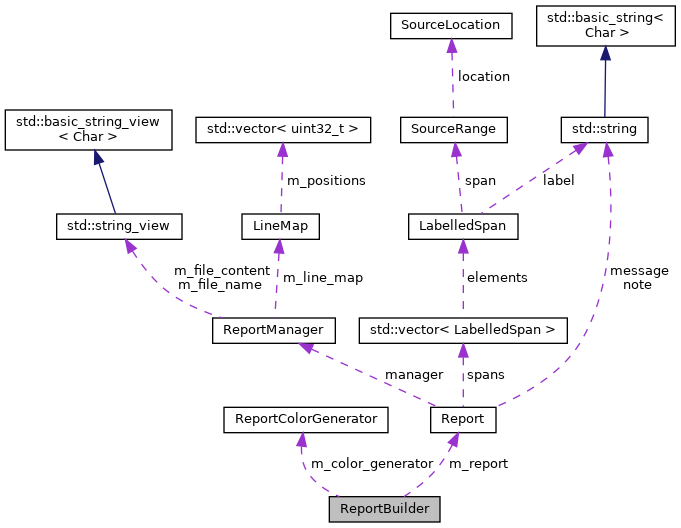 SourceLocation
std::basic_string<
Char >
location
std::basic_string_view
< Char >
std::vector< uint32_t >
SourceRange
std::string
m_positions
span
label
std::string_view
LineMap
LabelledSpan
m_file_content
m_file_name
m_line_map
elements
message
note
ReportManager
std::vector< LabelledSpan >
manager
spans
ReportColorGenerator
Report
m_color_generator
m_report
ReportBuilder